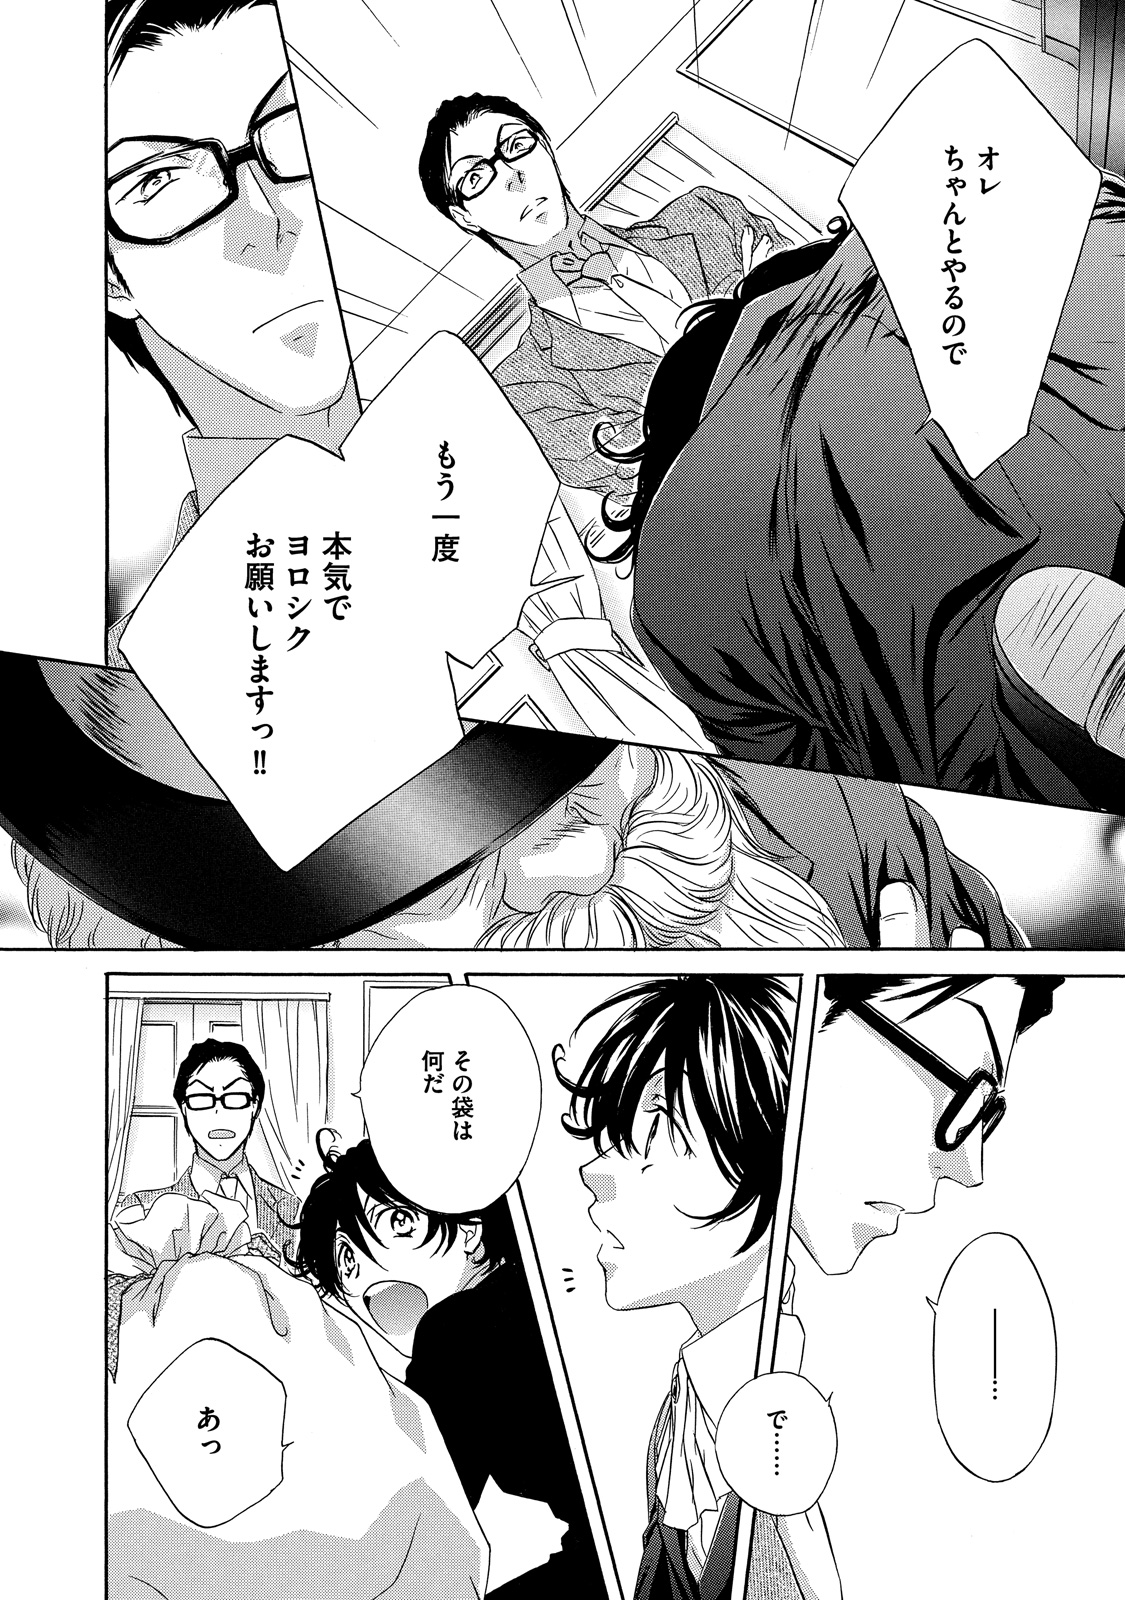 オレ
ちゃんとやるので
もう一度
本気で
ヨロシク
お願いしますっ!!
――…
で……
その袋は
何だ
あっ